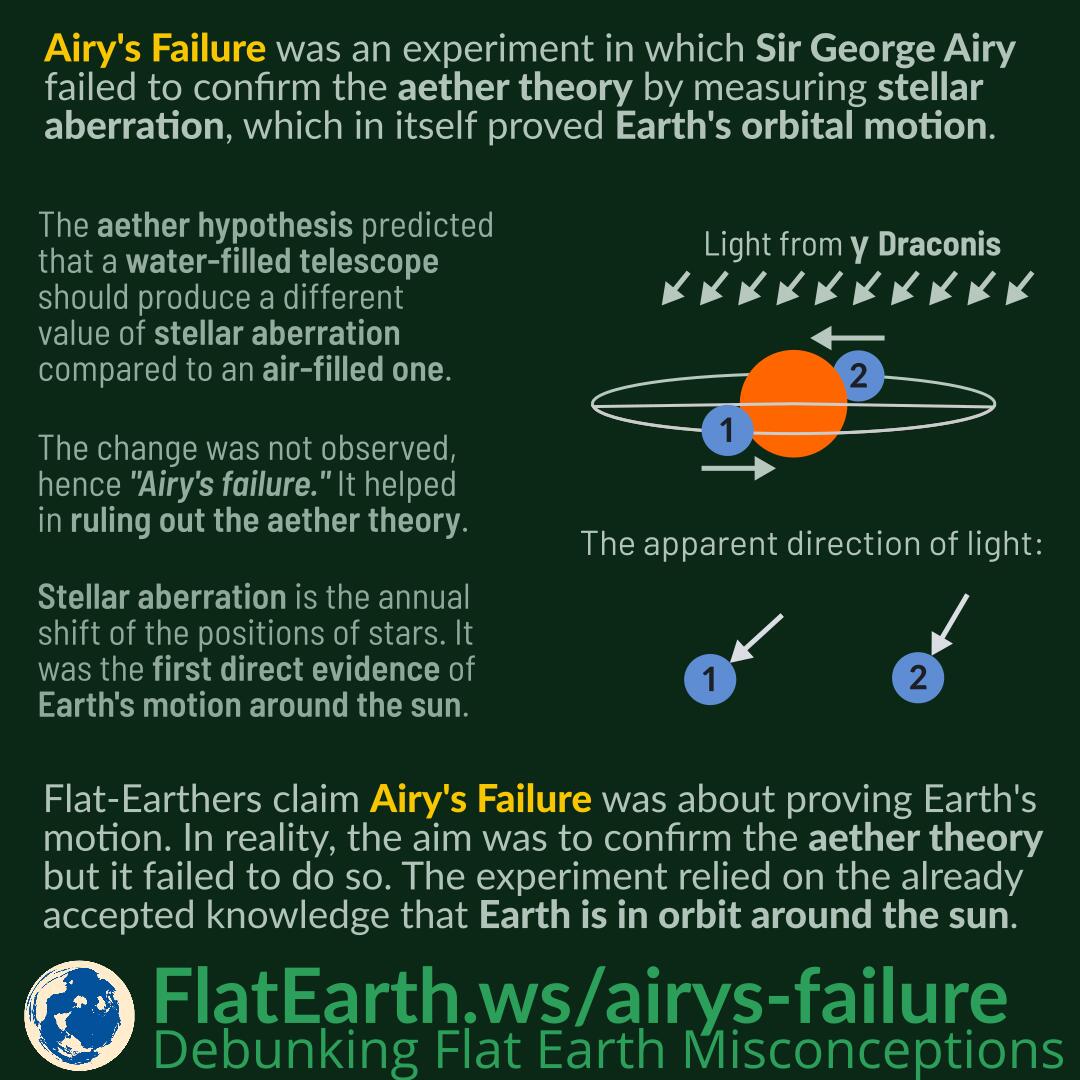 Airy's Failure was an experiment in which Sir George Airy
failed to confirm the aether theory by measuring stellar
aberration, which in itself proved Earth's orbital motion.
The aether hypothesis predicted
that a water-filled telescope
should produce a different
value of stellar aberration
compared to an air-filled one.
The change was not observed,
hence "Airy's failure." It helped
in ruling out the aether theory.
Stellar aberration is the annual
shift of the positions of stars. It
was the first direct evidence of
Earth's motion around the sun.
Light from γ Draconis
2
1
The apparent direction of light:
1
2
Flat-Earthers claim Airy's Failure was about proving Earth's
motion. In reality, the aim was to confirm the aether theory
but it failed to do so. The experiment relied on the already
accepted knowledge that Earth is in orbit around the sun.
FlatEarth.ws/airys-failure
Debunking Flat Earth Misconceptions